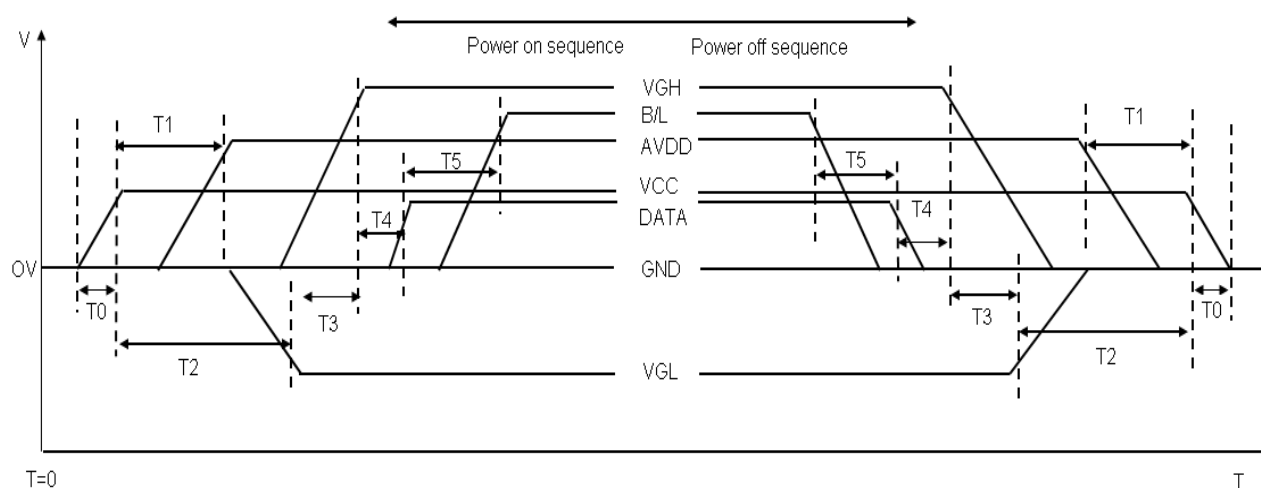 V
Power on sequence Power off sequence
VGH
B/L
T1 T1
AVDD
T5 T5
VCC
DATA
T4 T4
OV GND
T0 T3 T3 T0
T2 T2
VGL
T=0 T